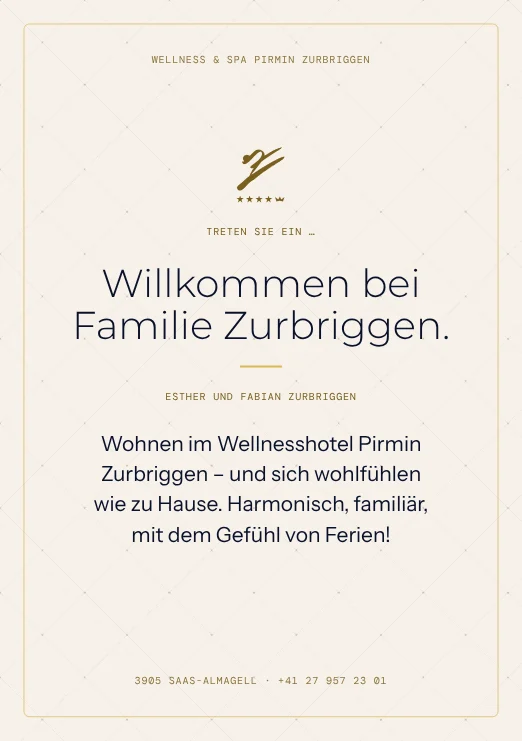 WELLNESS & SPA PIRMIN ZURBRIGGEN
TRETEN SIE EIN …
Willkommen bei
Familie Zurbriggen.
ESTHER UND FABIAN ZURBRIGGEN
Wohnen im Wellnesshotel Pirmin
Zurbriggen – und sich wohlfühlen
wie zu Hause. Harmonisch, familiär,
mit dem Gefühl von Ferien!
3905 SAAS-ALMAGELL · +41 27 957 23 01